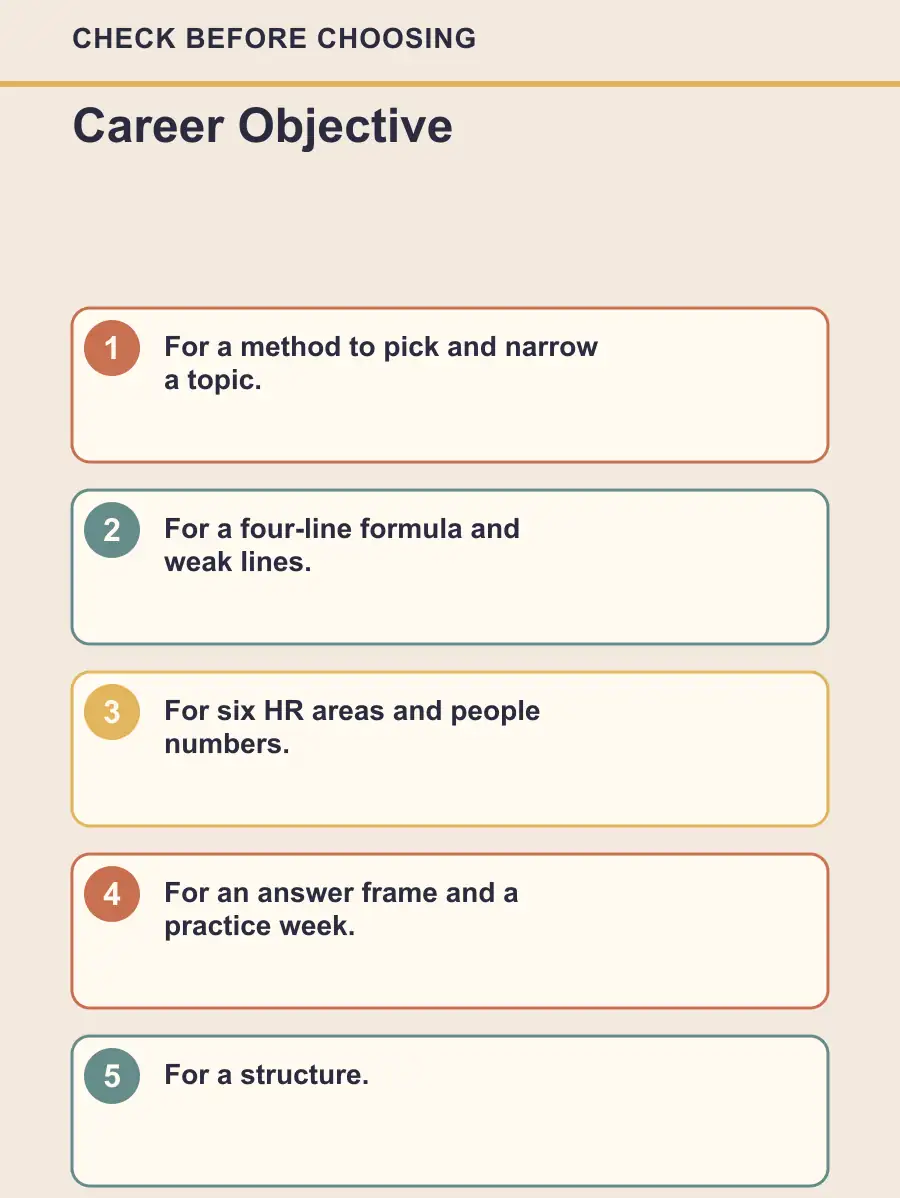 CHECK BEFORE CHOOSING
Career Objective
1
For a method to pick and narrow
a topic.
2
For a four-line formula and
weak lines.
3
For six HR areas and people
numbers.
4
For an answer frame and a
practice week.
5
For a structure.